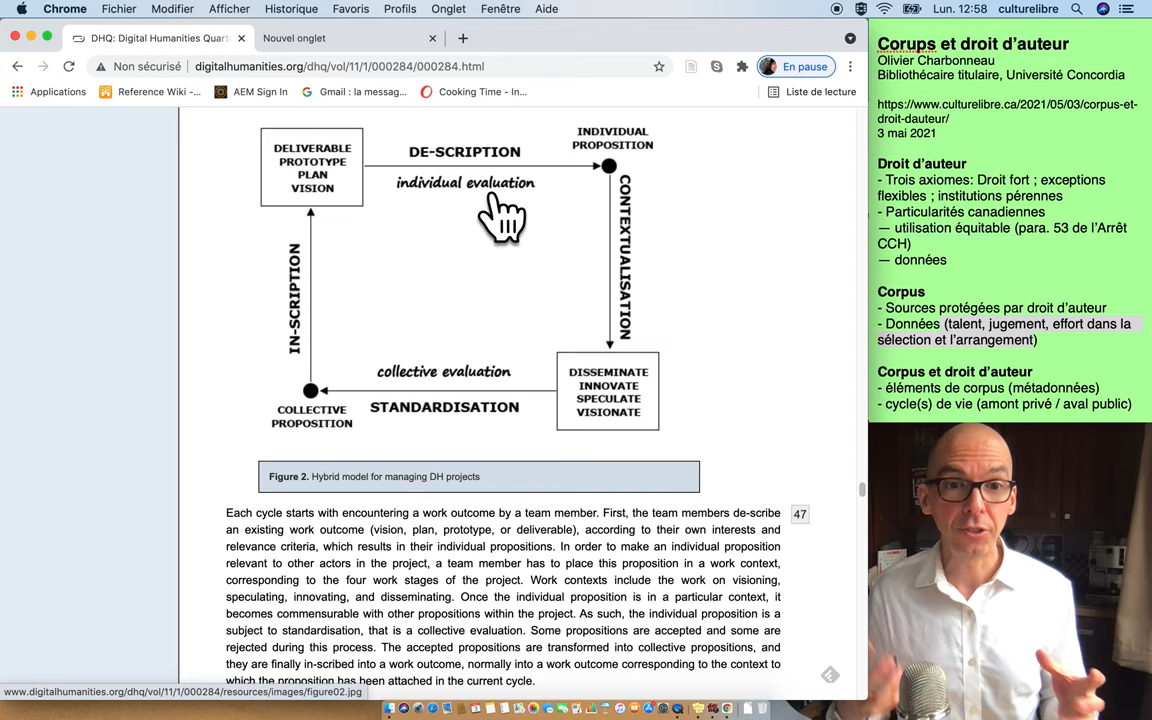 Chrome Fichier Modifier Afficher Historique Favoris Profils Onglet Fenêtre Aide Lun. 12:58 culturelibre
DHQ: Digital Humanities Quart Nouvel onglet
Non sécurisé digitalhumanities.org/dhq/vol/11/1/000284/000284.html En pause
Applications Reference Wiki -... AEM Sign In Gmail : la messag... Cooking Time - In... Liste de lecture
DELIVERABLE
PROTOTYPE
PLAN
VISION
DE-SCRIPTION
individual evaluation
INDIVIDUAL
PROPOSITION
CONTEXTUALISATION
IN-SCRIPTION
collective evaluation
STANDARDISATION
DISSEMINATE
INNOVATE
SPECULATE
VISIONATE
COLLECTIVE
PROPOSITION
Figure 2. Hybrid model for managing DH projects
Each cycle starts with encountering a work outcome by a team member. First, the team members de-scribe
an existing work outcome (vision, plan, prototype, or deliverable), according to their own interests and
relevance criteria, which results in their individual propositions. In order to make an individual proposition
relevant to other actors in the project, a team member has to place this proposition in a work context,
corresponding to the four work stages of the project. Work contexts include the work on visioning,
speculating, innovating, and disseminating. Once the individual proposition is in a particular context, it
becomes commensurable with other propositions within the project. As such, the individual proposition is a
subject to standardisation, that is a collective evaluation. Some propositions are accepted and some are
rejected during this process. The accepted propositions are transformed into collective propositions, and
they are finally in-scribed into a work outcome, normally into a work outcome corresponding to the context to
which the proposition has been attached in the current cycle.
47
www.digitalhumanities.org/dhq/vol/11/1/000284/resources/images/figure02.jpg
Corups et droit d'auteur
Olivier Charbonneau
Bibliothécaire titulaire, Université Concordia
https://www.culturelibre.ca/2021/05/03/corpus-et-
droit-dauteur/
3 mai 2021
Droit d'auteur
- Trois axiomes: Droit fort ; exceptions
flexibles ; institutions pérennes
- Particularités canadiennes
— utilisation équitable (para. 53 de l'Arrêt
CCH)
— données
Corpus
- Sources protégées par droit d'auteur
- Données (talent, jugement, effort dans la
sélection et l'arrangement)
Corpus et droit d'auteur
- éléments de corpus (métadonnées)
- cycle(s) de vie (amont privé / aval public)